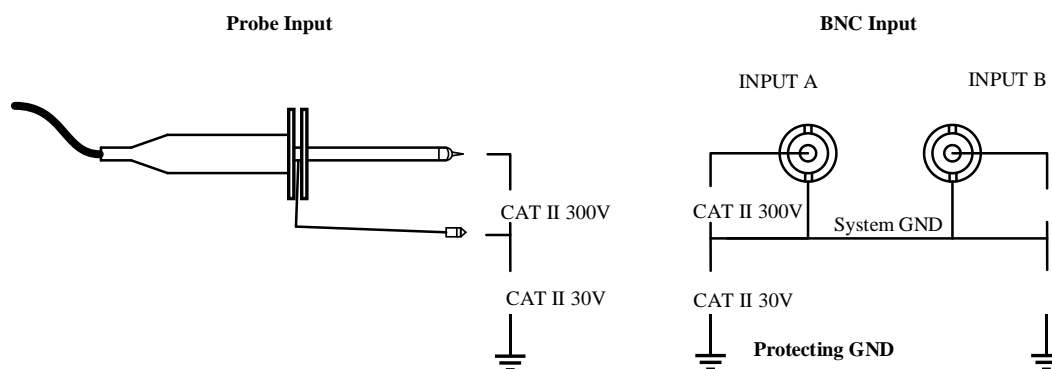 Probe Input
BNC Input
INPUT A
INPUT B
CAT II 300V
CAT II 300V
System GND
CAT II 30V
CAT II 30V
Protecting GND